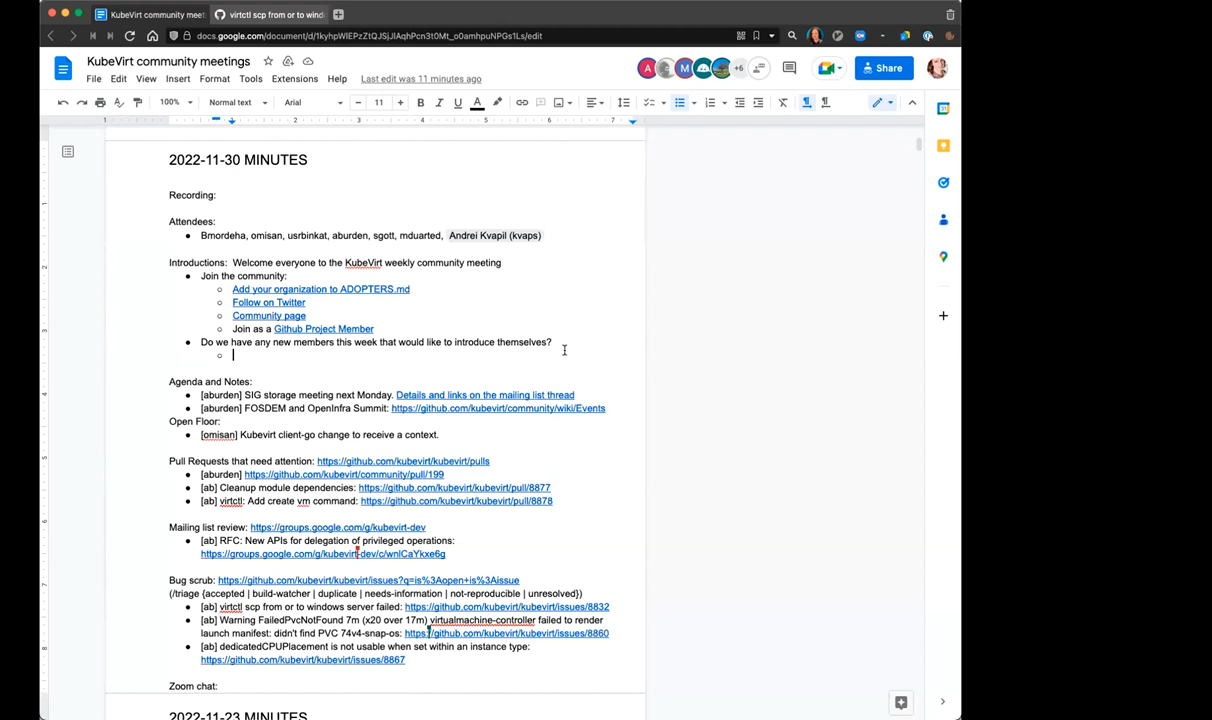 KubeVirt community meet
virtctl scp from or to wind
docs.google.com/document/d/1kyhpWlEPzZtQJSjJlAqhPcn3t0Mt_o0amhpuNPGs1Ls/edit
KubeVirt community meetings
File Edit View Insert Format Tools Extensions Help Last edit was 11 minutes ago
A M +6 Share
100% Normal text Arial 11
1 1 2 3 4 5 6 7
2022-11-30 MINUTES
Recording:
Attendees:
Bmordeha, omisan, usrbinkat, aburden, sgott, mduarted, Andrei Kvapil (kvaps)
Introductions: Welcome everyone to the KubeVirt weekly community meeting
Join the community:
Add your organization to ADOPTERS.md
Follow on Twitter
Community page
Join as a Github Project Member
Do we have any new members this week that would like to introduce themselves?
Agenda and Notes:
[aburden] SIG storage meeting next Monday. Details and links on the mailing list thread
[aburden] FOSDEM and OpenInfra Summit: https://github.com/kubevirt/community/wiki/Events
Open Floor:
[omisan] Kubevirt client-go change to receive a context.
Pull Requests that need attention: https://github.com/kubevirt/kubevirt/pulls
[aburden] https://github.com/kubevirt/community/pull/199
[ab] Cleanup module dependencies: https://github.com/kubevirt/kubevirt/pull/8877
[ab] virtctl: Add create vm command: https://github.com/kubevirt/kubevirt/pull/8878
Mailing list review: https://groups.google.com/g/kubevirt-dev
[ab] RFC: New APIs for delegation of privileged operations:
https://groups.google.com/g/kubevirt-dev/c/wnlCaYkxe6g
Bug scrub: https://github.com/kubevirt/kubevirt/issues?q=is%3Aopen+is%3Aissue
(/triage {accepted | build-watcher | duplicate | needs-information | not-reproducible | unresolved})
[ab] virtctl scp from or to windows server failed: https://github.com/kubevirt/kubevirt/issues/8832
[ab] Warning FailedPvcNotFound 7m (x20 over 17m) virtualmachine-controller failed to render
launch manifest: didn't find PVC 74v4-snap-os: https://github.com/kubevirt/kubevirt/issues/8860
[ab] dedicatedCPUPlacement is not usable when set within an instance type:
https://github.com/kubevirt/kubevirt/issues/8867
Zoom chat:
2022-11-23 MINUTES